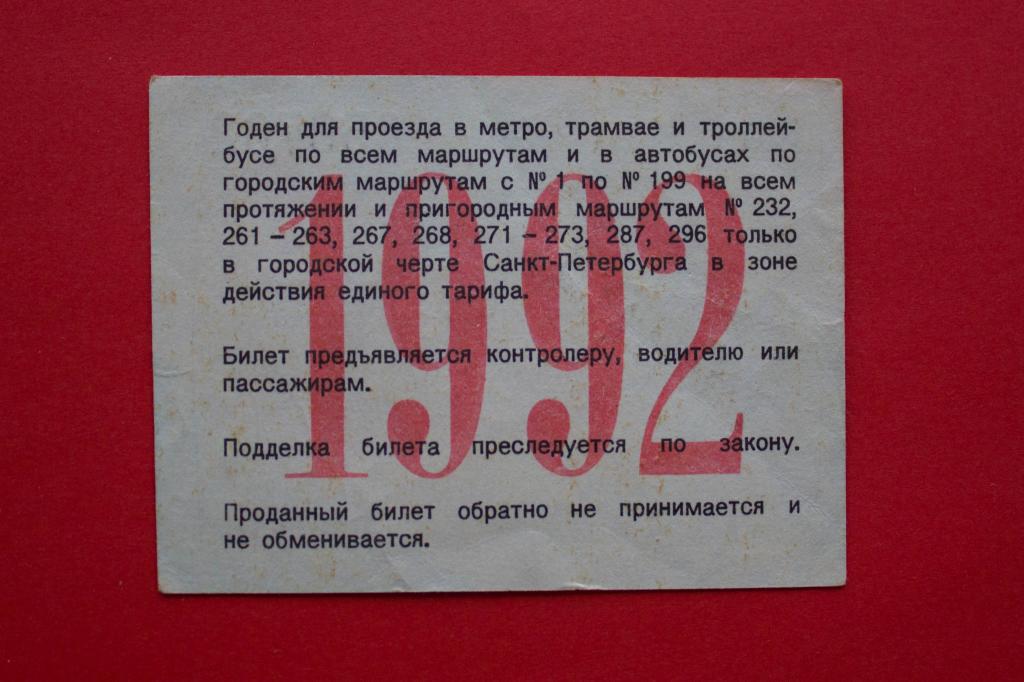 Годен для проезда в метро, трамвае и троллей-
бусе по всем маршрутам и в автобусах по
городским маршрутам с № 1 по № 199 на всем
протяжении и пригородным маршрутам № 232,
261 – 263, 267, 268, 271 – 273, 287, 296 только
в городской черте Санкт-Петербурга в зоне
действия единого тарифа.
1992
Билет предъявляется контролеру, водителю или
пассажирам.
Подделка билета преследуется по закону.
Проданный билет обратно не принимается и
не обменивается.